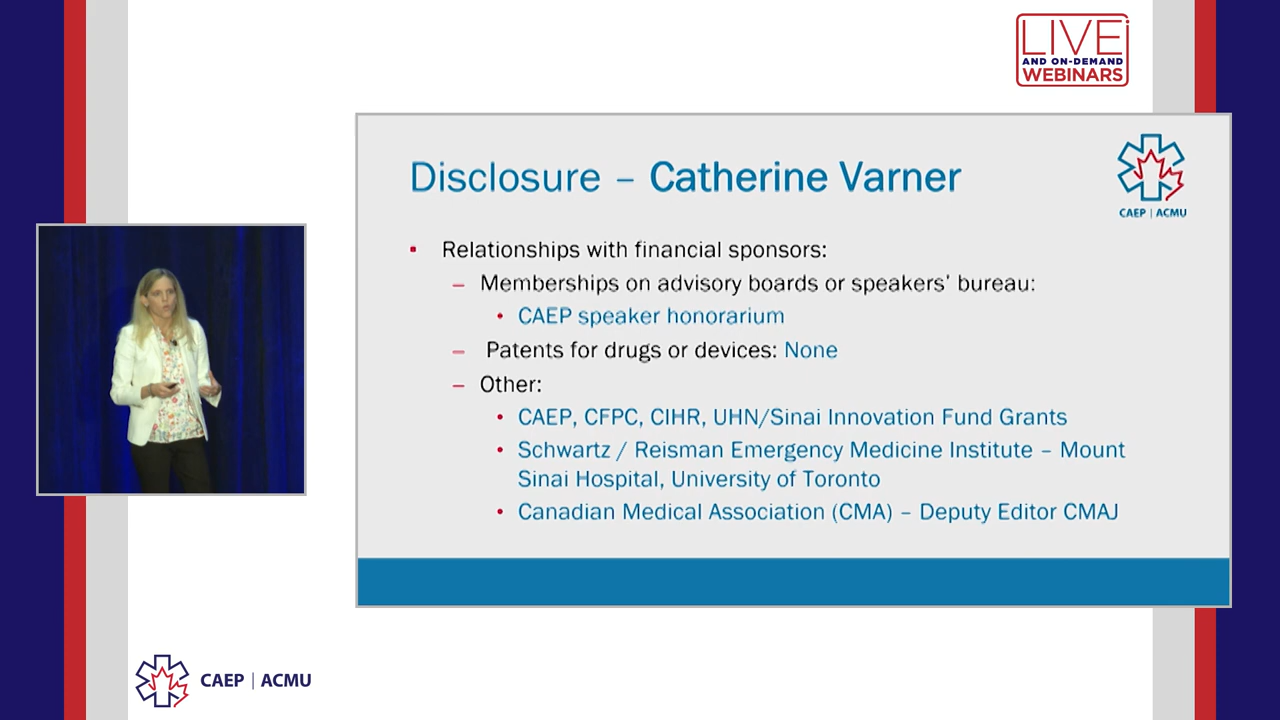 LIVE
AND ON-DEMAND
WEBINARS
Disclosure – Catherine Varner
CAEP | ACMU
▪ Relationships with financial sponsors:
– Memberships on advisory boards or speakers' bureau:
• CAEP speaker honorarium
– Patents for drugs or devices: None
– Other:
• CAEP, CFPC, CIHR, UHN/Sinai Innovation Fund Grants
• Schwartz / Reisman Emergency Medicine Institute – Mount
Sinai Hospital, University of Toronto
• Canadian Medical Association (CMA) – Deputy Editor CMAJ
CAEP | ACMU